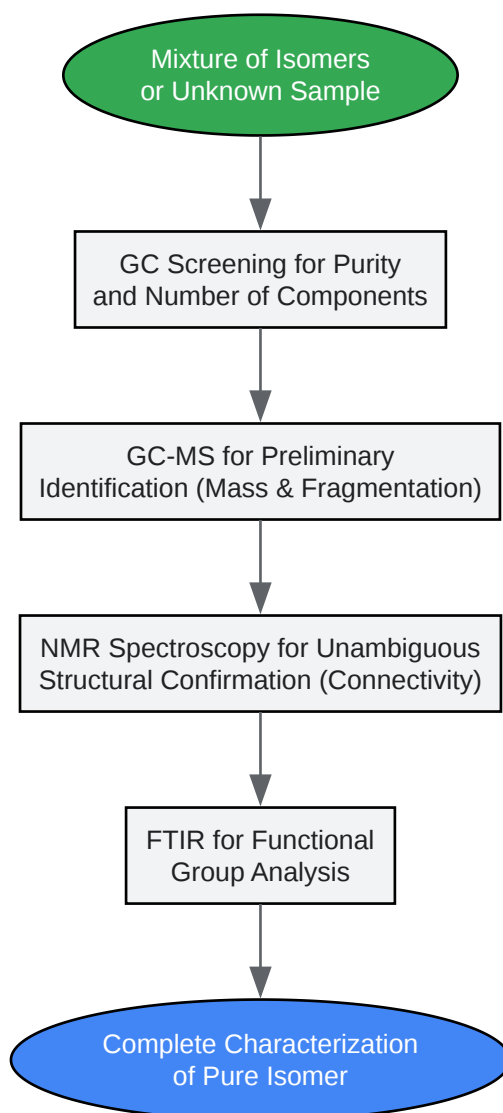 Mixture of Isomers
or Unknown Sample
GC Screening for Purity
and Number of Components
GC-MS for Preliminary
Identification (Mass & Fragmentation)
NMR Spectroscopy for Unambiguous
Structural Confirmation (Connectivity)
FTIR for Functional
Group Analysis
Complete Characterization
of Pure Isomer